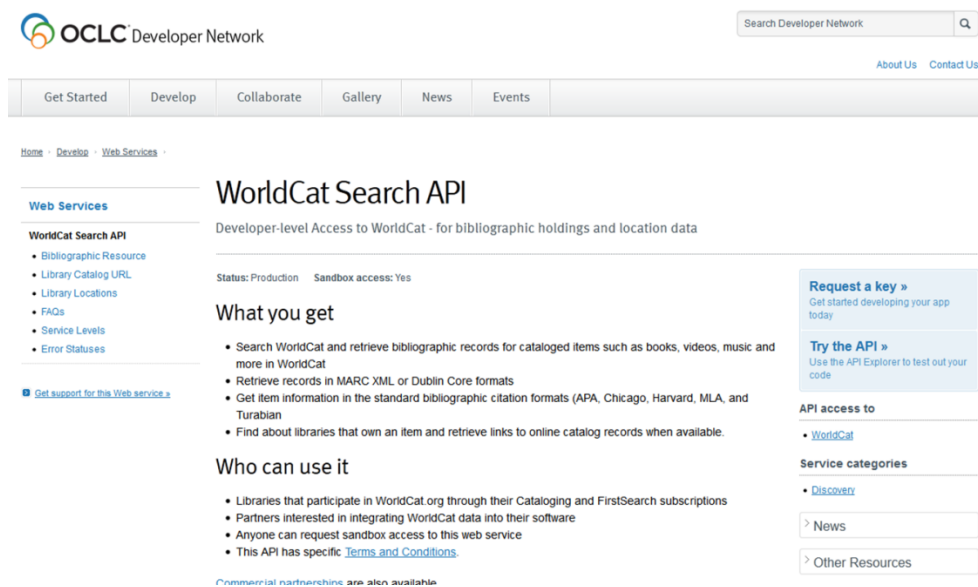 OCLC Developer Network
Search Developer Network
About Us Contact Us
Get Started Develop Collaborate Gallery News Events
Home Develop Web Services
Web Services
WorldCat Search API
Bibliographic Resource
Library Catalog URL
Library Locations
FAQs
Service Levels
Error Statuses
Get support for this Web service »
WorldCat Search API
Developer-level Access to WorldCat - for bibliographic holdings and location data
Status: Production Sandbox access: Yes
What you get
Search WorldCat and retrieve bibliographic records for cataloged items such as books, videos, music and
more in WorldCat
Retrieve records in MARC XML or Dublin Core formats
Get item information in the standard bibliographic citation formats (APA, Chicago, Harvard, MLA, and
Turabian
Find about libraries that own an item and retrieve links to online catalog records when available.
Who can use it
Libraries that participate in WorldCat.org through their Cataloging and FirstSearch subscriptions
Partners interested in integrating WorldCat data into their software
Anyone can request sandbox access to this web service
This API has specific Terms and Conditions.
Commercial partnerships are also available
Request a key »
Get started developing your app
today
Try the API »
Use the API Explorer to test out your
code
API access to
WorldCat
Service categories
Discovery
News
Other Resources